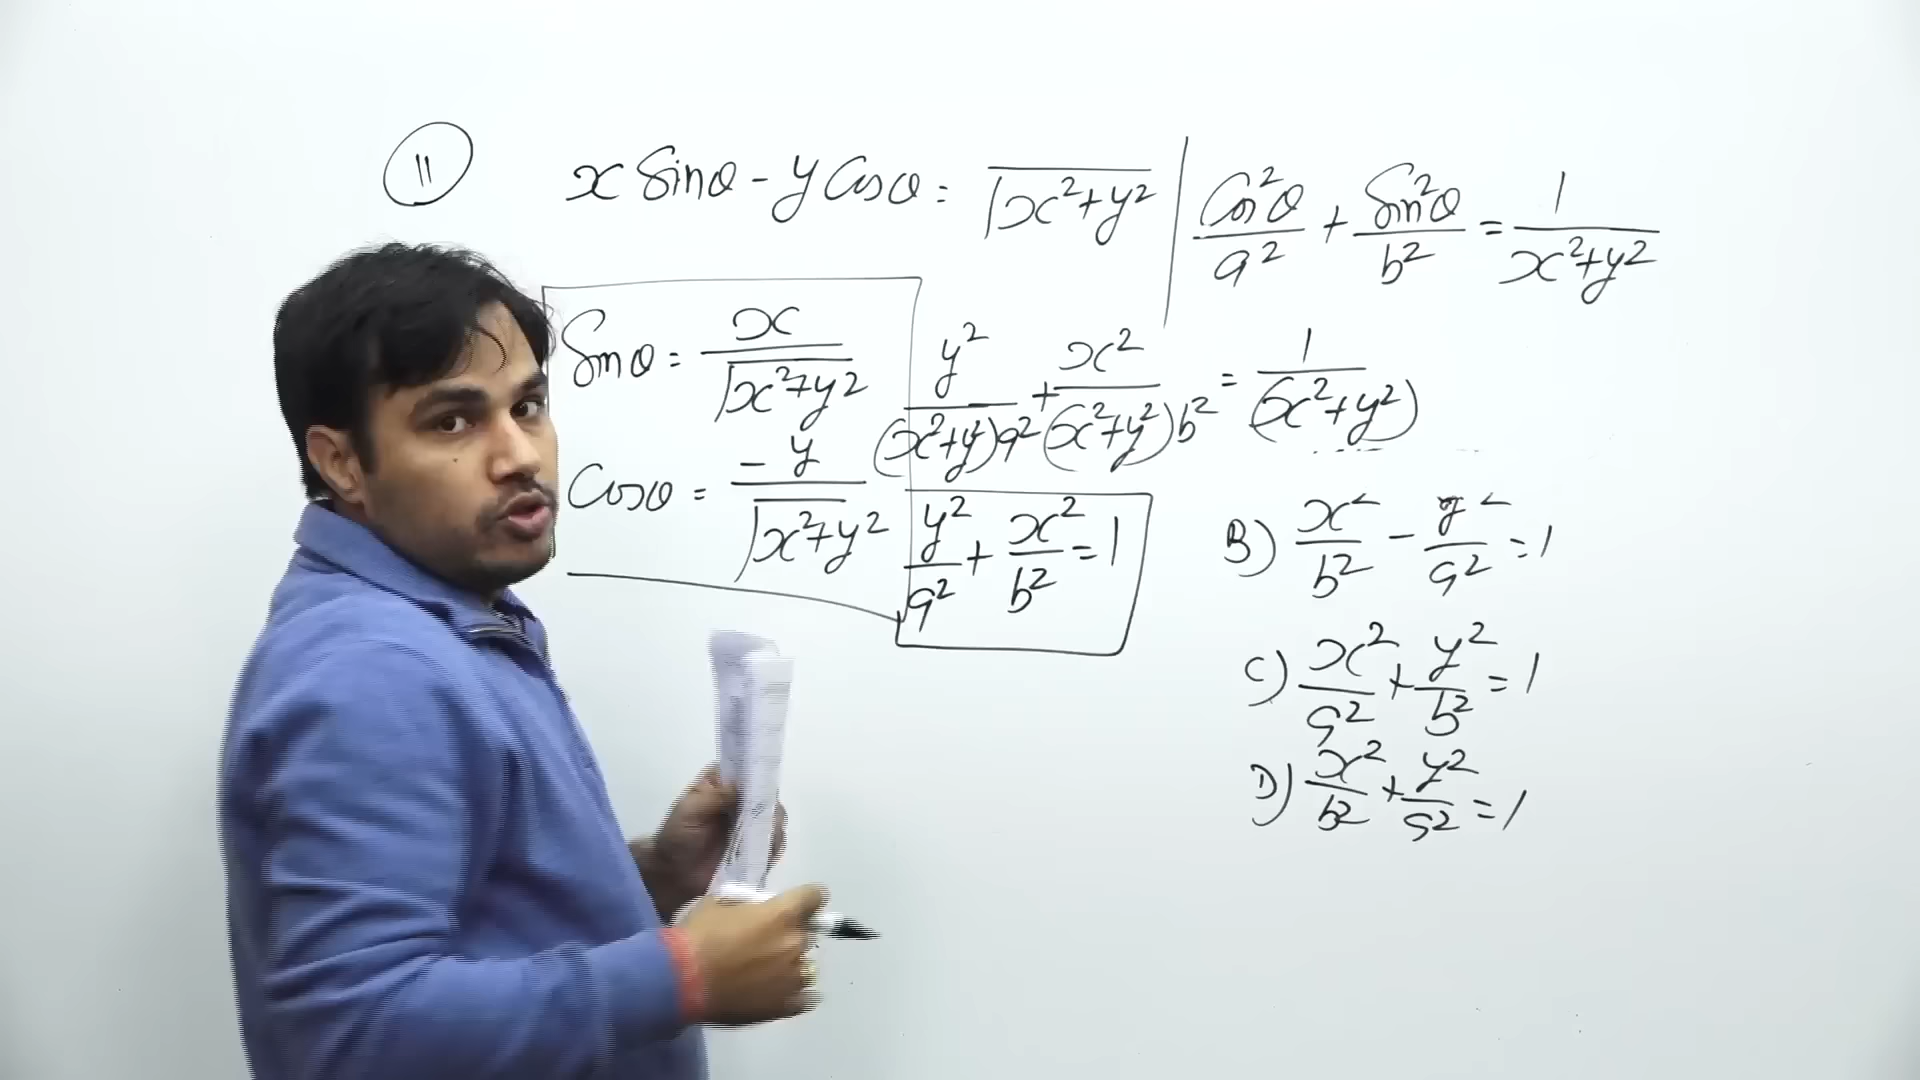 11
x Sinθ - y Cosθ = √x²+y² | Cos²θ/a² + Sin²θ/b² = 1/x²+y²
Sinθ = x/√x²+y²
y²/(x²+y²)a² + x²/(x²+y²)b² = 1/(x²+y²)
Cosθ = -y/√x²+y²
y²/a² + x²/b² = 1
B) x²/b² - y²/a² = 1
C) x²/a² + y²/b² = 1
D) x²/b² + y²/a² = 1